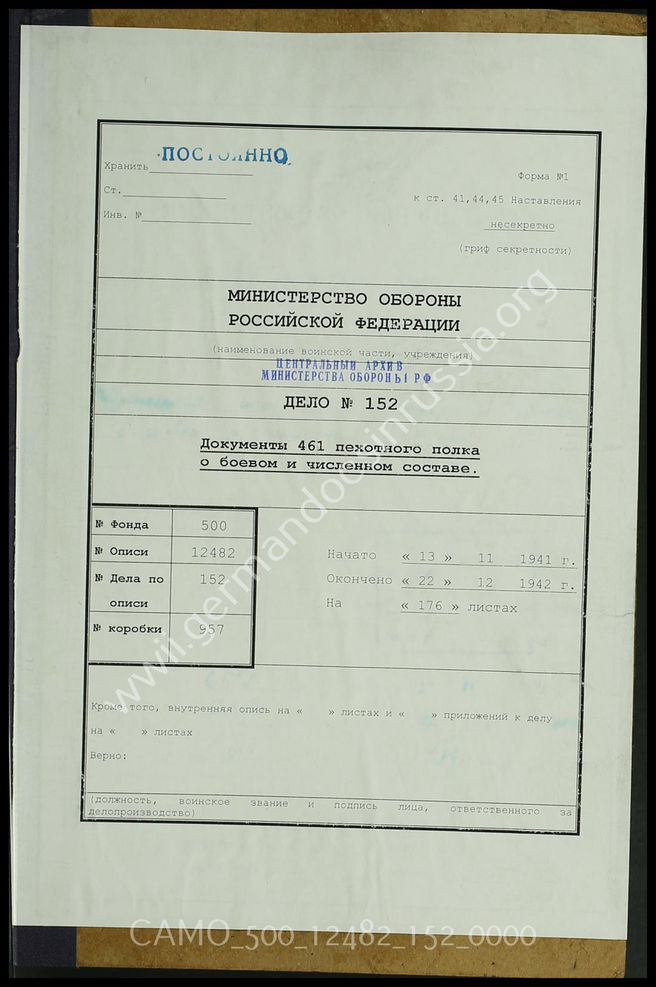 ПОСТОЯННО
Хранить
Форма №1
Ст.
к ст. 41,44,45 Наставления
Инв. №
несекретно
(гриф секретности)
МИНИСТЕРСТВО ОБОРОНЫ
РОССИЙСКОЙ ФЕДЕРАЦИИ
(наименование воинской части, учреждения)
ЦЕНТРАЛЬНЫЙ АРХИВ
МИНИСТЕРСТВА ОБОРОНЫ РФ
ДЕЛО № 152
Документы 461 пехотного полка
о боевом и численном составе.
№ Фонда 500
№ Описи 12482
№ Дела по 152
описи
№ коробки 957
Начато « 13 » 11 1941 г.
Окончено « 22 » 12 1942 г.
На « 176 » листах
Кроме того, внутренняя опись на « » листах и « » приложений к делу
на « » листах
Верно:
(должность, воинское звание и подпись лица, ответственного за
делопроизводство)
www.germandocsinrussia.org
CAMO_500_12482_152_0000